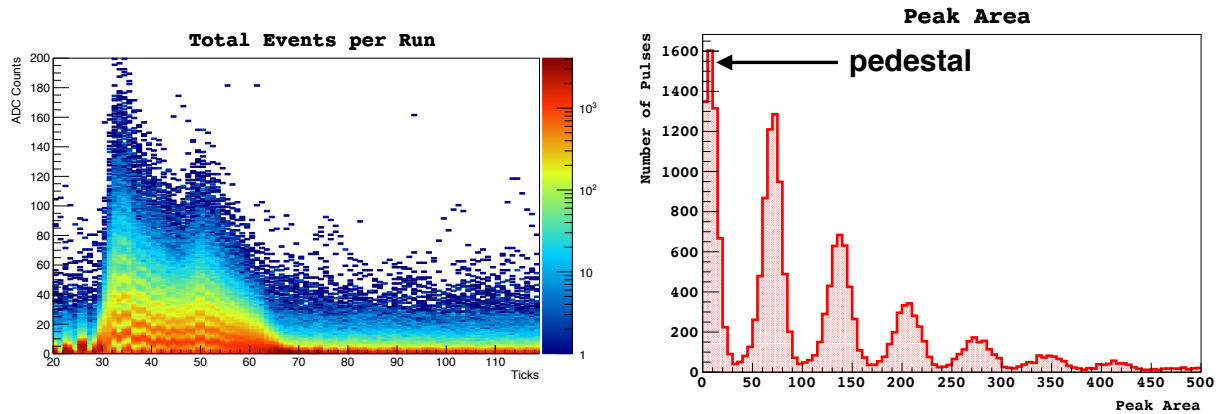 Total Events per Run
ADC Counts
200
180
160
140
120
100
80
60
40
20
0
20 30 40 50 60 70 80 90 100 110
Ticks
10³
10²
10
1
Peak Area
pedestal
Number of Pulses
1600
1400
1200
1000
800
600
400
200
0
0 50 100 150 200 250 300 350 400 450 500
Peak Area